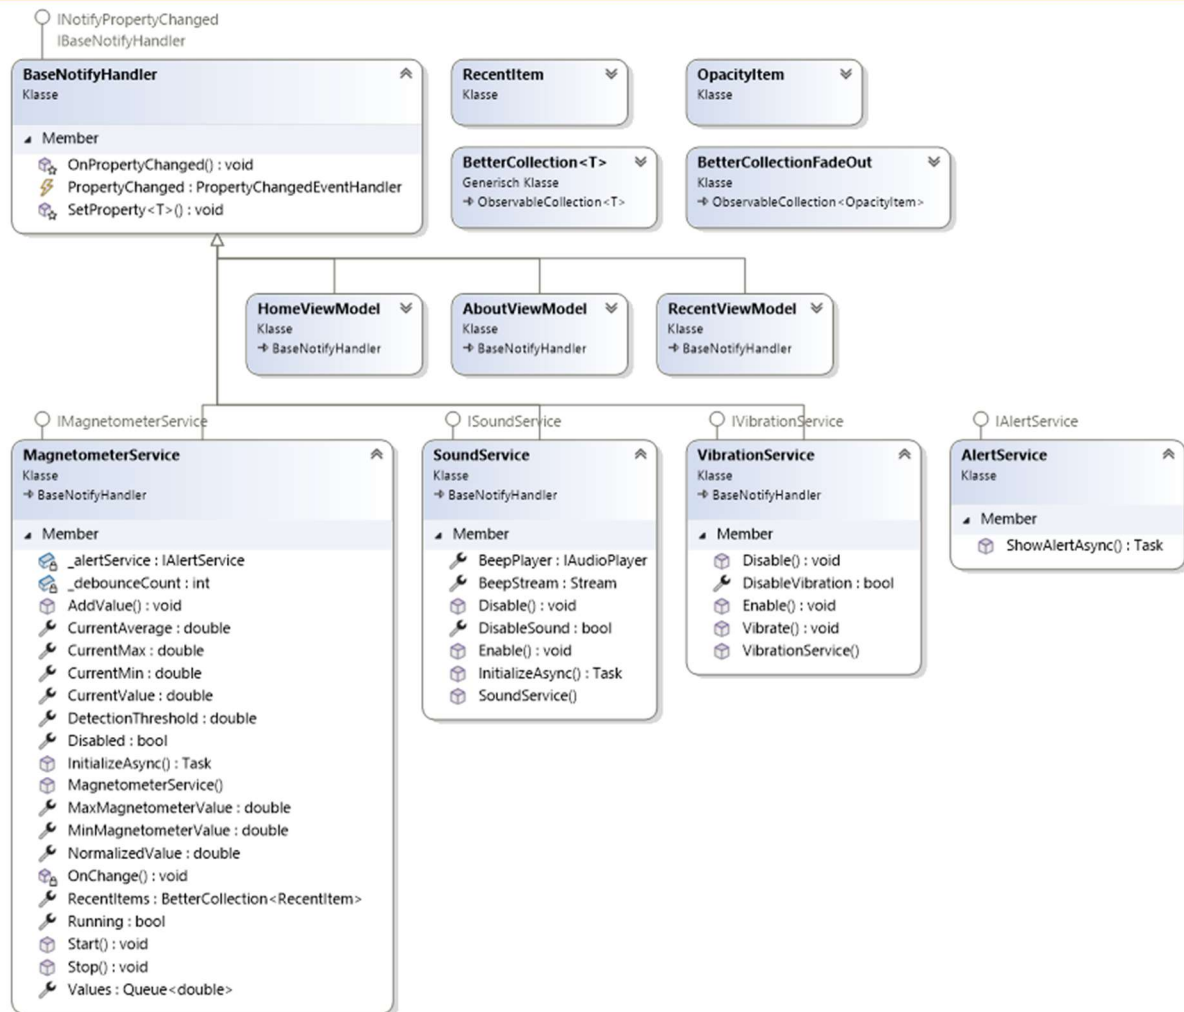 INotifyPropertyChanged
IBaseNotifyHandler
BaseNotifyHandler
Klasse
Member
OnPropertyChanged() : void
PropertyChanged : PropertyChangedEventHandler
SetProperty<T>() : void
RecentItem
Klasse
OpacityItem
Klasse
BetterCollection<T>
Generisch Klasse
ObservableCollection<T>
BetterCollectionFadeOut
Klasse
ObservableCollection<OpacityItem>
HomeViewModel
Klasse
BaseNotifyHandler
AboutViewModel
Klasse
BaseNotifyHandler
RecentViewModel
Klasse
BaseNotifyHandler
IMagnetometerService
MagnetometerService
Klasse
BaseNotifyHandler
Member
_alertService : IAlertService
_debounceCount : int
AddValue() : void
CurrentAverage : double
CurrentMax : double
CurrentMin : double
CurrentValue : double
DetectionThreshold : double
Disabled : bool
InitializeAsync() : Task
MagnetometerService()
MaxMagnetometerValue : double
MinMagnetometerValue : double
NormalizedValue : double
OnChange() : void
RecentItems : BetterCollection<RecentItem>
Running : bool
Start() : void
Stop() : void
Values : Queue<double>
ISoundService
SoundService
Klasse
BaseNotifyHandler
Member
BeepPlayer : IAudioPlayer
BeepStream : Stream
Disable() : void
DisableSound : bool
Enable() : void
InitializeAsync() : Task
SoundService()
IVibrationService
VibrationService
Klasse
BaseNotifyHandler
Member
Disable() : void
DisableVibration : bool
Enable() : void
Vibrate() : void
VibrationService()
IAlertService
AlertService
Klasse
Member
ShowAlertAsync() : Task